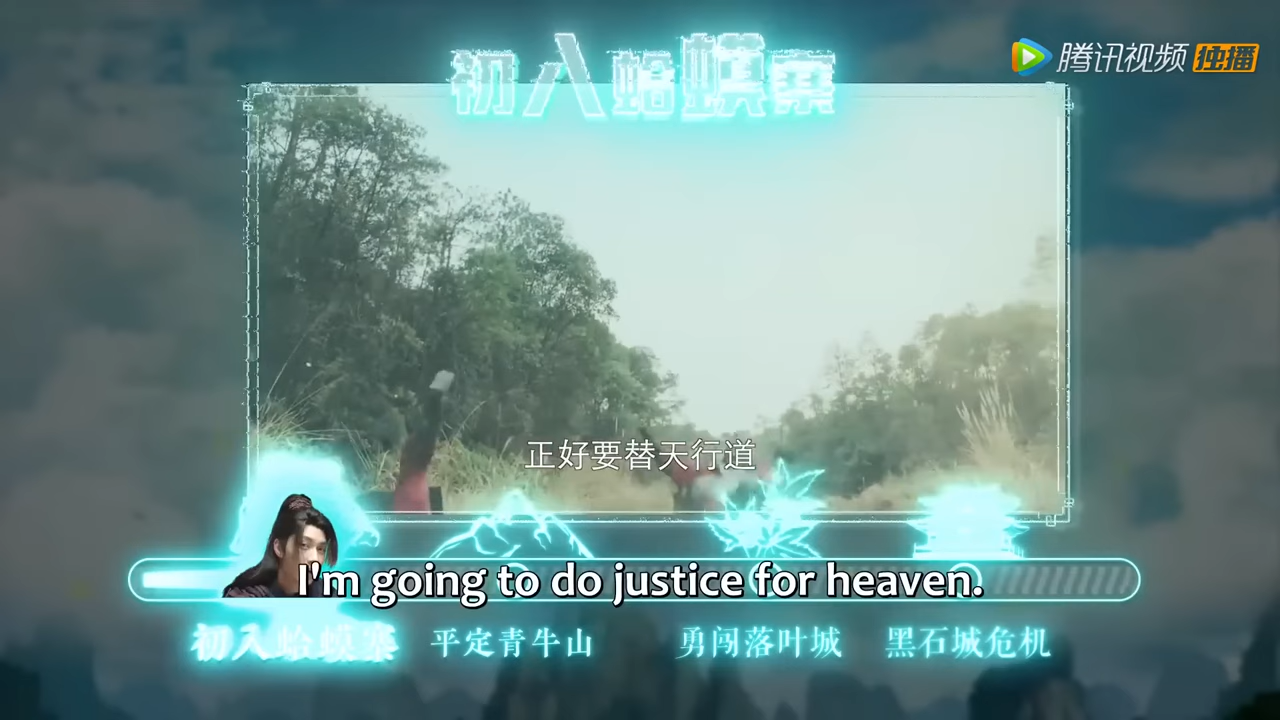 初入蛤蟆寨
腾讯视频 独播
正好要替天行道
I'm going to do justice for heaven.
初入蛤蟆寨 平定青牛山 勇闯落叶城 黑石城危机